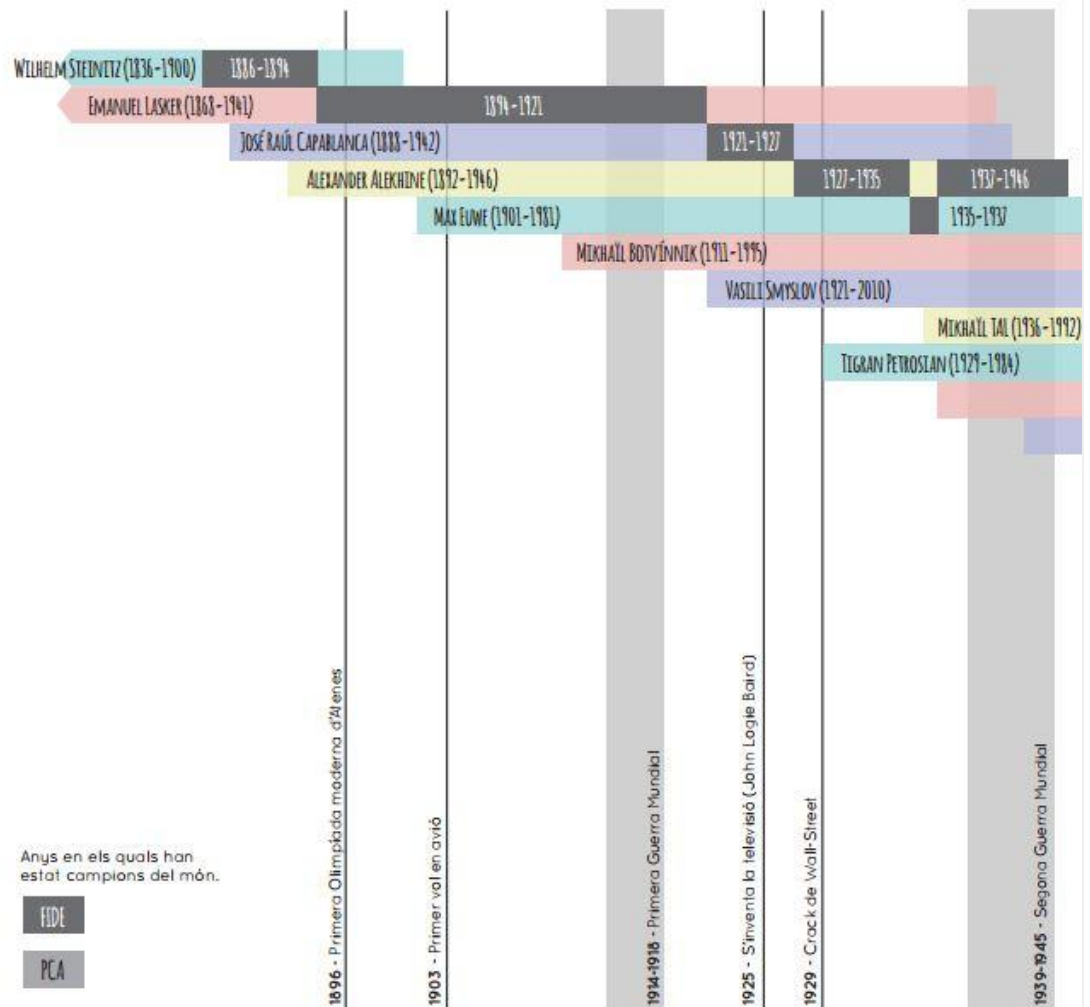 WILHELM STEINITZ (1836-1900)
1886-1894
EMANUEL LASKER (1868-1941)
1894-1921
JOSÉ RAÚL CAPABLANCA (1888-1942)
1921-1927
ALEXANDER ALEKHINE (1892-1946)
1927-1935
1937-1946
MAX EUWE (1901-1981)
1935-1937
MIKHAÏL BOTVÍNNIK (1911-1995)
VASILI SMYSLOV (1921-2010)
MIKHAÏL TAL (1936-1992)
TIGRAN PETROSIAN (1929-1984)
1896 - Primera Olimpíada moderna d'Atenes
1903 - Primer vol en avió
1914-1918 - Primera Guerra Mundial
1925 - S'inventa la televisió (John Logie Baird)
1929 - Crack de Wall-Street
1939-1945 - Segona Guerra Mundial
Anys en els quals han
estat campions del món.
FIDE
PCA